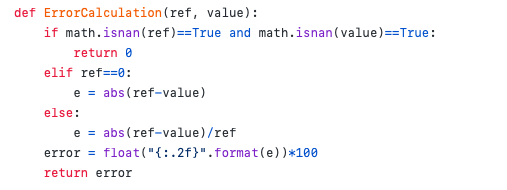 def ErrorCalculation(ref, value):
    if math.isnan(ref)==True and math.isnan(value)==True:
        return 0
    elif ref==0:
        e = abs(ref-value)
    else:
        e = abs(ref-value)/ref
    error = float("{:.2f}".format(e))*100
    return error